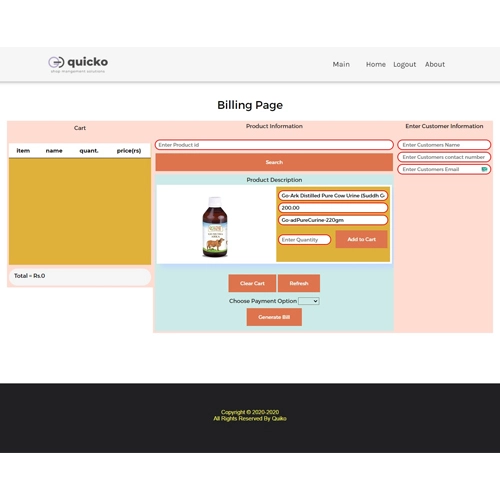 quicko
shop mangement solutions
Main Home Logout About
Billing Page
Cart
item name quant. price(rs)
Total = Rs.0
Product Information
Enter Product id
Search
Product Description
Go-Ark Distilled Pure Cow Urine (Suddh G
200.00
Go-adPureCurine-220gm
Enter Quantity Add to Cart
Clear Cart Refresh
Choose Payment Option
Generate Bill
Enter Customer Information
Enter Customers Name
Enter Customers contact number
Enter Customers Email
Copyright © 2020-2020
All Rights Reserved By Quiko